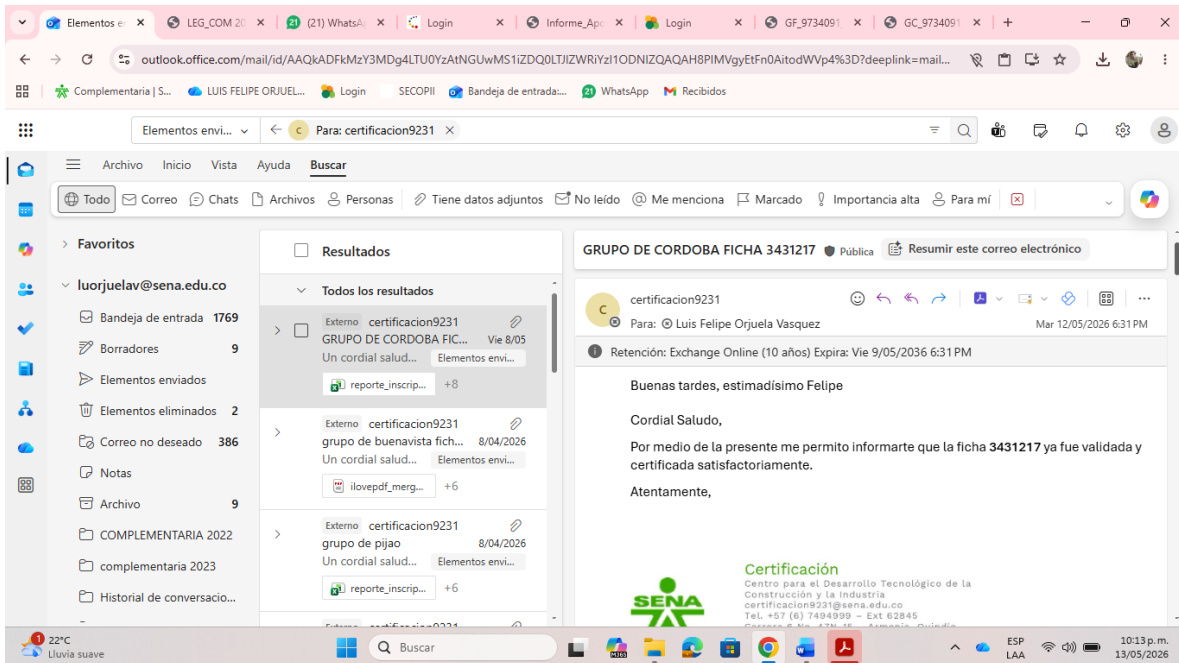 Elementos e
LEG_COM 20
(21) WhatsA
Login
Informe_Apo
Login
GF_9734091
GC_9734091
outlook.office.com/mail/id/AAQkADFkMzY3MDg4LTU0YzAtNGUwMS1iZDQ0LTJlZWRiYzI1ODNlZQAQAH8PIMVgyEtFn0AitodWVp4%3D?deeplink=mail...
Complementaria | S...
LUIS FELIPE ORJUEL...
Login
SECOPII
Bandeja de entrada:...
WhatsApp
Recibidos
Elementos envi...
C Para: certificacion9231
Archivo Inicio Vista Ayuda Buscar
Todo Correo Chats Archivos Personas Tiene datos adjuntos No leído Me menciona Marcado Importancia alta Para mí
Favoritos
luorjuelav@sena.edu.co
Bandeja de entrada 1769
Borradores 9
Elementos enviados
Elementos eliminados 2
Correo no deseado 386
Notas
Archivo 9
COMPLEMENTARIA 2022
complementaria 2023
Historial de conversacio...
Resultados
Todos los resultados
Externo certificacion9231
GRUPO DE CORDOBA FIC... Vie 8/05
Un cordial salud... Elementos envi...
reporte_inscrip... +8
Externo certificacion9231
grupo de buenavista fich... 8/04/2026
Un cordial salud... Elementos envi...
ilovepdf_merg... +6
Externo certificacion9231
grupo de pijao 8/04/2026
Un cordial salud... Elementos envi...
reporte_inscrip... +6
GRUPO DE CORDOBA FICHA 3431217 Pública Resumir este correo electrónico
C
certificacion9231
Para: Luis Felipe Orjuela Vasquez
Mar 12/05/2026 6:31 PM
Retención: Exchange Online (10 años) Expira: Vie 9/05/2036 6:31 PM
Buenas tardes, estimadísimo Felipe
Cordial Saludo,
Por medio de la presente me permito informarte que la ficha 3431217 ya fue validada y
certificada satisfactoriamente.
Atentamente,
SENA
Certificación
Centro para el Desarrollo Tecnológico de la
Construcción y la Industria
certificacion9231@sena.edu.co
Tel. +57 (6) 7494999 – Ext 62845
1
22°C
Lluvia suave
Buscar
M365
ESP
LAA
10:13 p.m.
13/05/2026